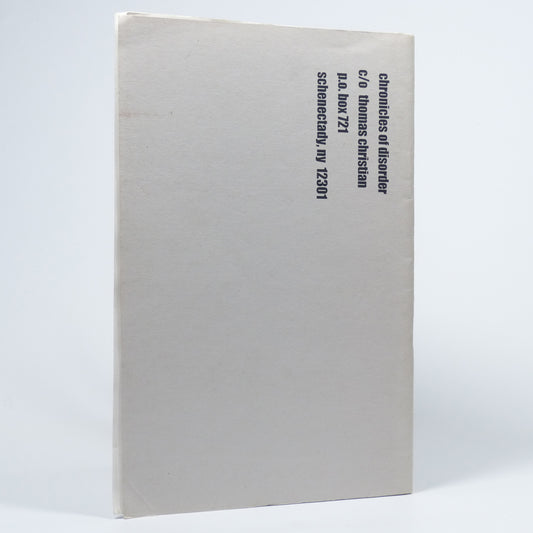 chronicles of disorder
c/o thomas christian
p.o. box 721
schenectady, ny 12301